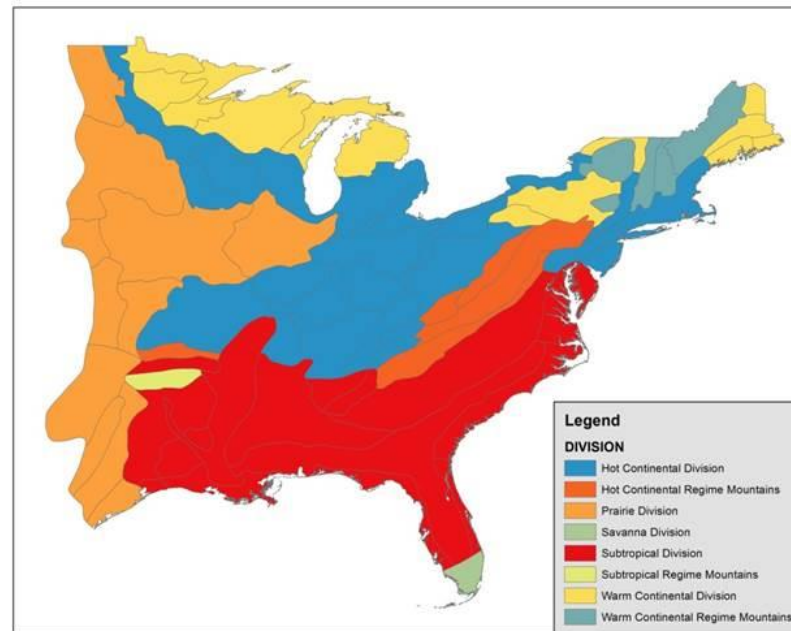 Legend
DIVISION
Hot Continental Division
Hot Continental Regime Mountains
Prairie Division
Savanna Division
Subtropical Division
Subtropical Regime Mountains
Warm Continental Division
Warm Continental Regime Mountains